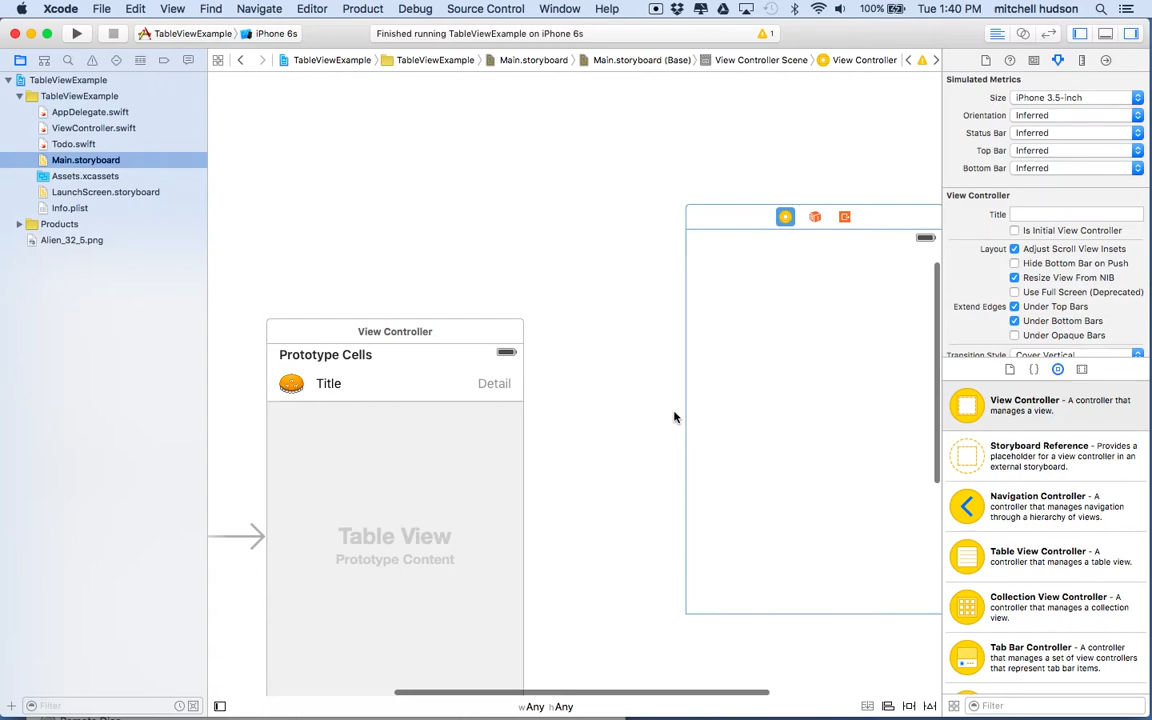 Xcode File Edit View Find Navigate Editor Product Debug Source Control Window Help 100% Tue 1:40 PM mitchell hudson
TableViewExample iPhone 6s Finished running TableViewExample on iPhone 6s 1
TableViewExample TableViewExample Main.storyboard Main.storyboard (Base) View Controller Scene View Controller
TableViewExample
TableViewExample
AppDelegate.swift
ViewController.swift
Todo.swift
Main.storyboard
Assets.xcassets
LaunchScreen.storyboard
Info.plist
Products
Alien_32_5.png
Filter
View Controller
Prototype Cells
Title Detail
Table View
Prototype Content
wAny hAny
Simulated Metrics
Size iPhone 3.5-inch
Orientation Inferred
Status Bar Inferred
Top Bar Inferred
Bottom Bar Inferred
View Controller
Title
Is Initial View Controller
Layout Adjust Scroll View Insets
Hide Bottom Bar on Push
Resize View From NIB
Use Full Screen (Deprecated)
Extend Edges Under Top Bars
Under Bottom Bars
Under Opaque Bars
Transition Style Cover Vertical
View Controller - A controller that
manages a view.
Storyboard Reference - Provides a
placeholder for a view controller in an
external storyboard.
Navigation Controller - A
controller that manages navigation
through a hierarchy of views.
Table View Controller - A
controller that manages a table view.
Collection View Controller - A
controller that manages a collection
view.
Tab Bar Controller - A controller
that manages a set of view controllers
that represent tab bar items.
Filter